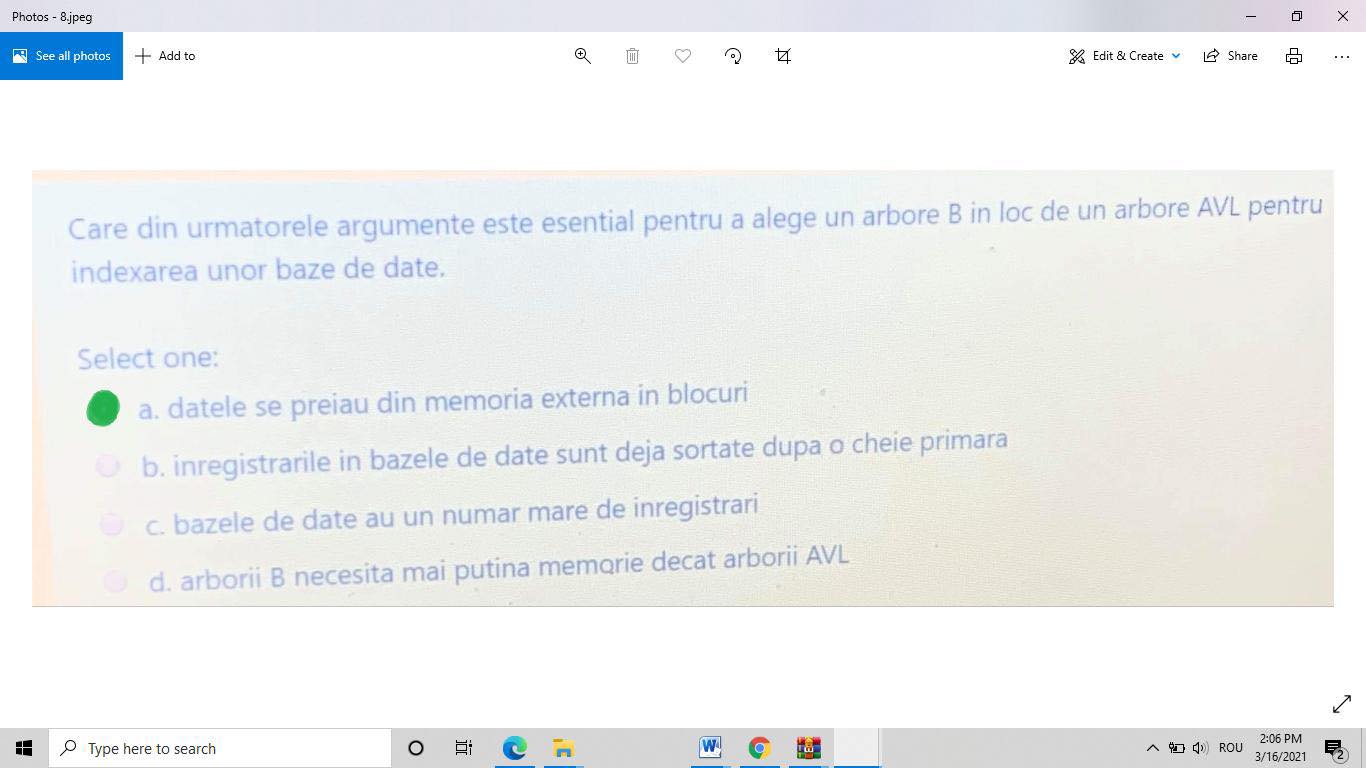 Photos - 8.jpeg
See all photos
Add to
Edit & Create
Share
Care din urmatorele argumente este esential pentru a alege un arbore B in loc de un arbore AVL pentru
indexarea unor baze de date.
Select one:
a. datele se preiau din memoria externa in blocuri
b. inregistrarile in bazele de date sunt deja sortate dupa o cheie primara
c. bazele de date au un numar mare de inregistrari
d. arborii B necesita mai putina memorie decat arborii AVL
Type here to search
W
ROU
2:06 PM
3/16/2021
2